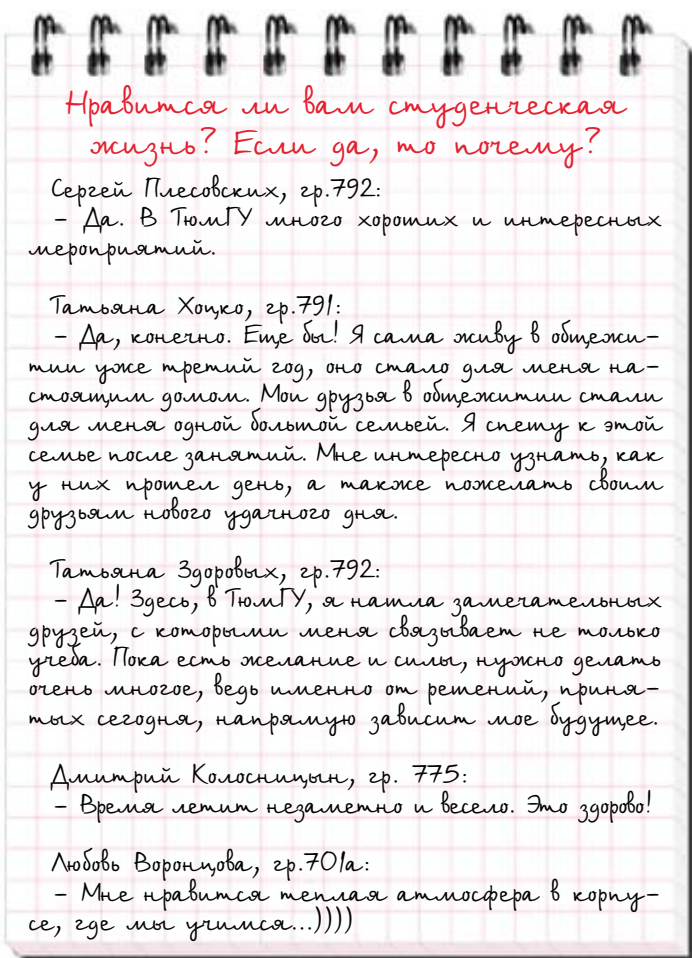 Нравится ли вам студенческая
жизнь? Если да, то почему?
Сергей Плесовских, гр.792:
– Да. В ТюмГУ много хороших и интересных
мероприятий.
Татьяна Хоцко, гр.791:
– Да, конечно. Еще бы! Я сама живу в общежи-
тии уже третий год, оно стало для меня на-
стоящим домом. Мои друзья в общежитии стали
для меня одной большой семьей. Я спешу к этой
семье после занятий. Мне интересно узнать, как
у них прошел день, а также пожелать своим
друзьям нового удачного дня.
Татьяна Здоровых, гр.792:
– Да! Здесь, в ТюмГУ, я нашла замечательных
друзей, с которыми меня связывает не только
учеба. Пока есть желание и силы, нужно делать
очень многое, ведь именно от решений, приня-
тых сегодня, напрямую зависит мое будущее.
Дмитрий Колосницын, гр. 775:
– Время летит незаметно и весело. Это здорово!
Любовь Воронцова, гр.701а:
– Мне нравится теплая атмосфера в корпу-
се, где мы учимся...))))